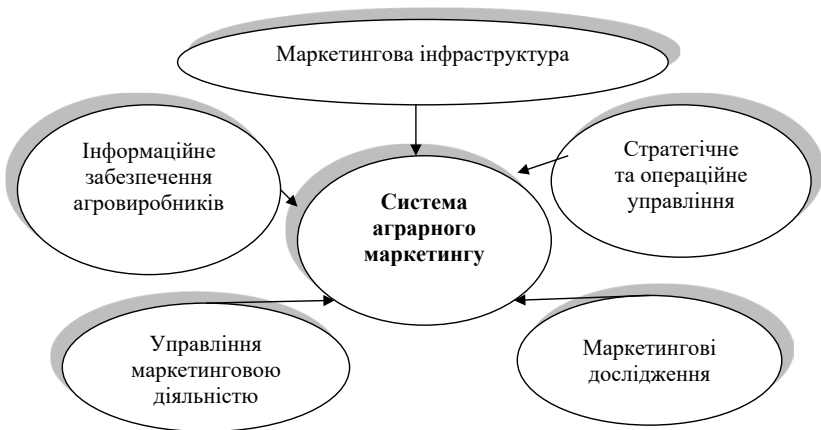 Маркетингова інфраструктура
Інформаційне
забезпечення
агровиробників
Стратегічне
та операційне
управління
Система
аграрного
маркетингу
Управління
маркетинговою
діяльністю
Маркетингові
дослідження